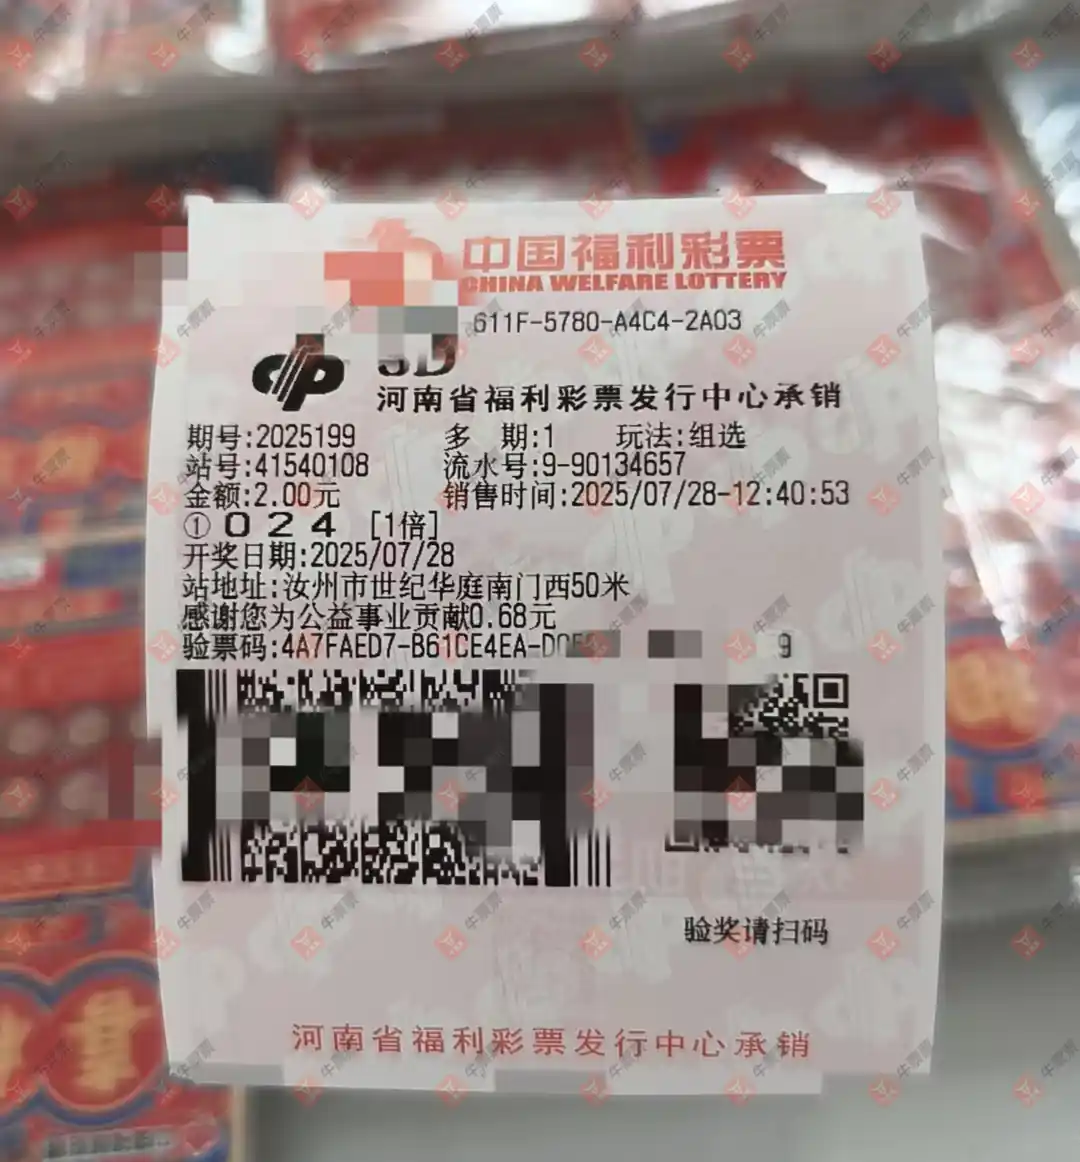 中国福利彩票
CHINA WELFARE LOTTERY
611F-5780-A4C4-2A03
3D
河南省福利彩票发行中心承销
期号:2025199 多 期:1 玩法:组选
站号:41540108 流水号:9-90134657
金额:2.00元 销售时间:2025/07/28-12:40:53
① 0 2 4 [1倍]
开奖日期:2025/07/28
站地址:汝州市世纪华庭南门西50米
感谢您为公益事业贡献0.68元
验票码:4A7FAED7-B61CE4EA-
验奖请扫码
河南省福利彩票发行中心承销
牛票票